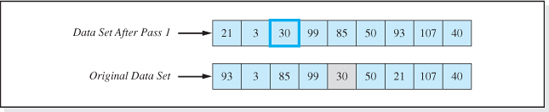 Data Set After Pass 1 21 3 30 99 85 50 93 107 40
Original Data Set 93 3 85 99 30 50 21 107 40